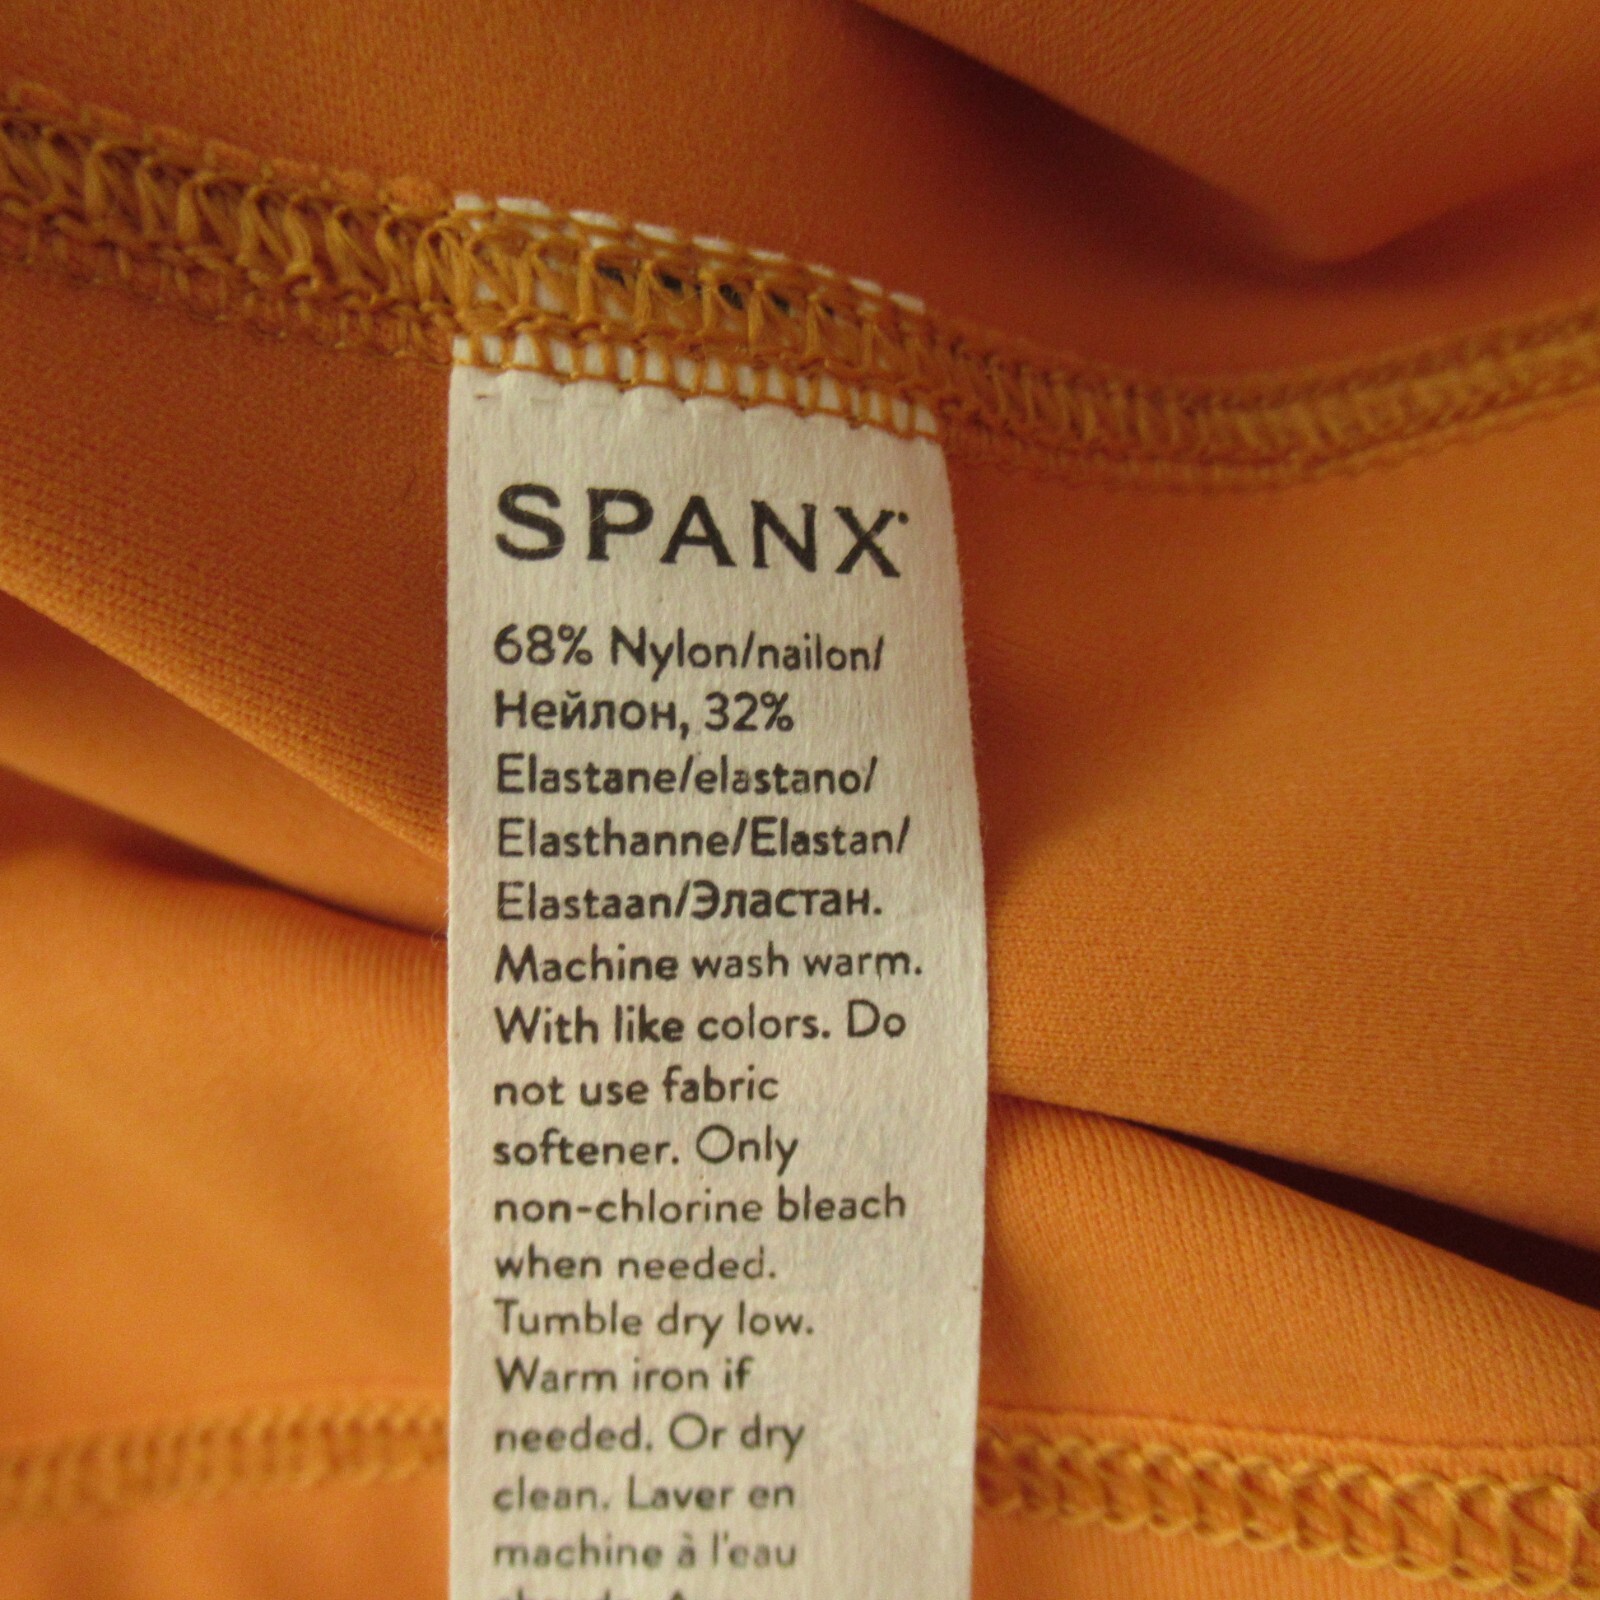 SPANX
68% Nylon/nailon/
Нейлон, 32%
Elastane/elastano/
Elasthanne/Elastan/
Elastaan/Эластан.
Machine wash warm.
With like colors. Do
not use fabric
softener. Only
non-chlorine bleach
when needed.
Tumble dry low.
Warm iron if
needed. Or dry
clean. Laver en
machine à l'eau